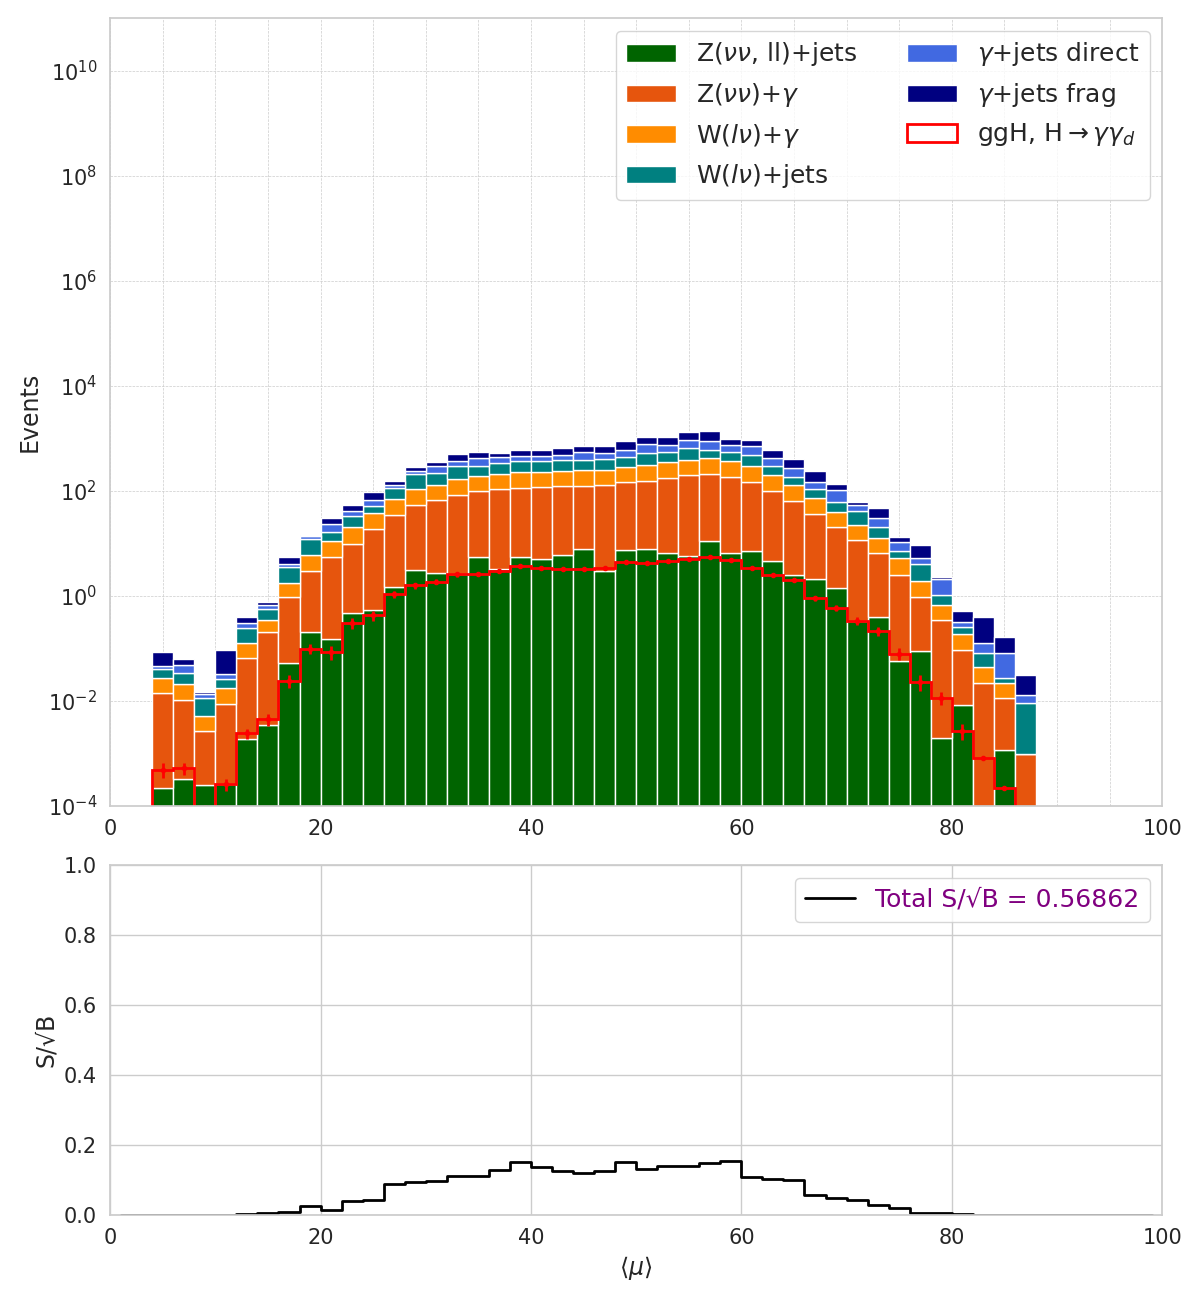 10^10
10^8
10^6
10^4
10^2
10^0
10^−2
10^−4
Events
Z(νν, ll)+jets
Z(νν)+γ
W(lν)+γ
W(lν)+jets
γ+jets direct
γ+jets frag
ggH, H→γγ_d
0 20 40 60 80 100
1.0
0.8
0.6
0.4
0.2
0.0
S/√B
Total S/√B = 0.56862
0 20 40 60 80 100
⟨μ⟩